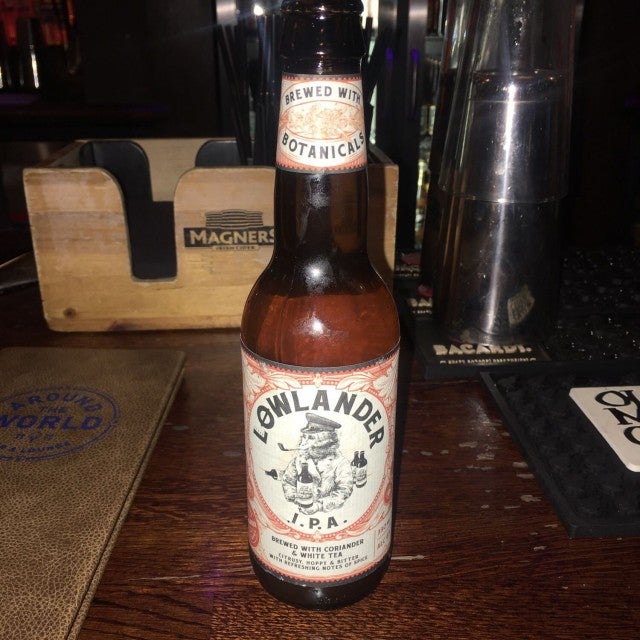 BREWED WITH
BOTANICALS
MAGNERS
LØWLANDER
I.P.A.
BREWED WITH CORIANDER
& WHITE TEA
CITRUSY, HOPPY & BITTER
WITH REFRESHING NOTES OF SPICE
AROUND
THE
WORLD
BACARDI